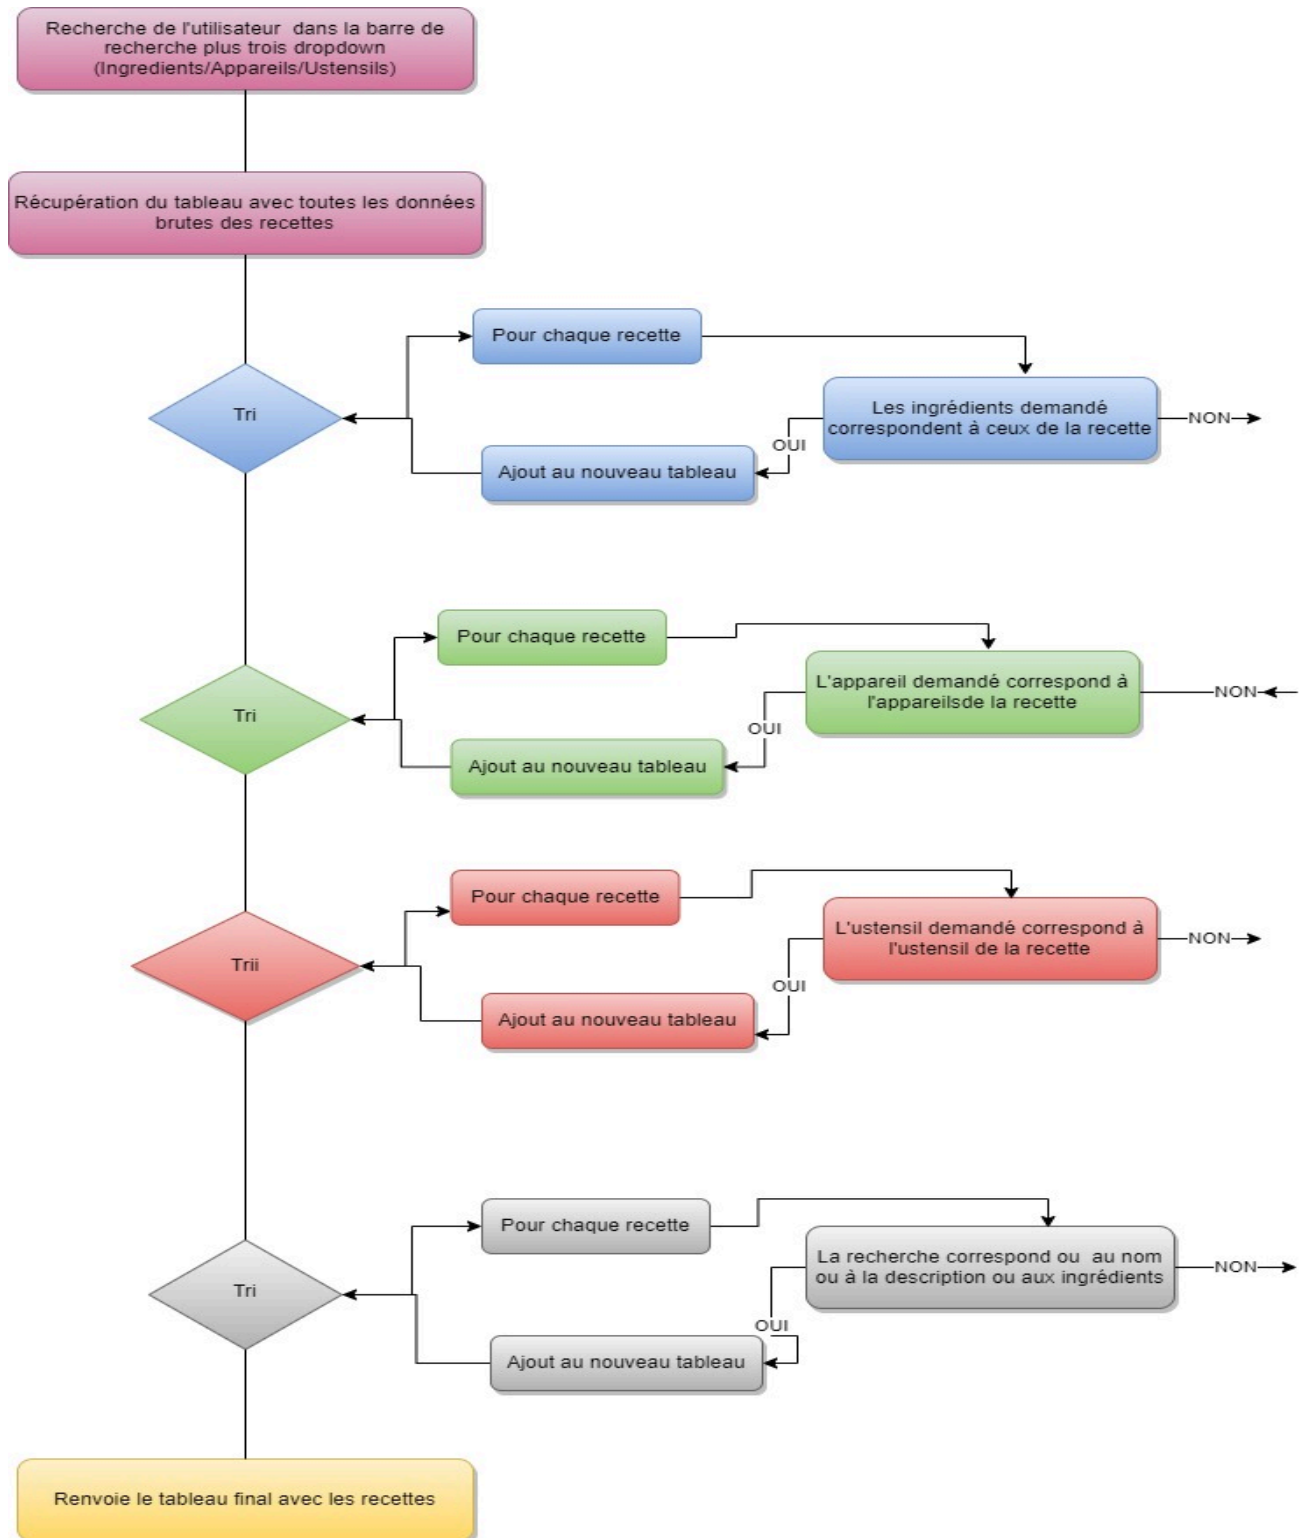 Recherche de l'utilisateur dans la barre de
recherche plus trois dropdown
(Ingredients/Appareils/Ustensils)
Récupération du tableau avec toutes les données
brutes des recettes
Pour chaque recette
Tri
Les ingrédients demandé
correspondent à ceux de la recette
NON
OUI
Ajout au nouveau tableau
Pour chaque recette
Tri
L'appareil demandé correspond à
l'appareilsde la recette
NON
OUI
Ajout au nouveau tableau
Pour chaque recette
Trii
L'ustensil demandé correspond à
l'ustensil de la recette
NON
OUI
Ajout au nouveau tableau
Pour chaque recette
Tri
La recherche correspond ou au nom
ou à la description ou aux ingrédients
NON
OUI
Ajout au nouveau tableau
Renvoie le tableau final avec les recettes